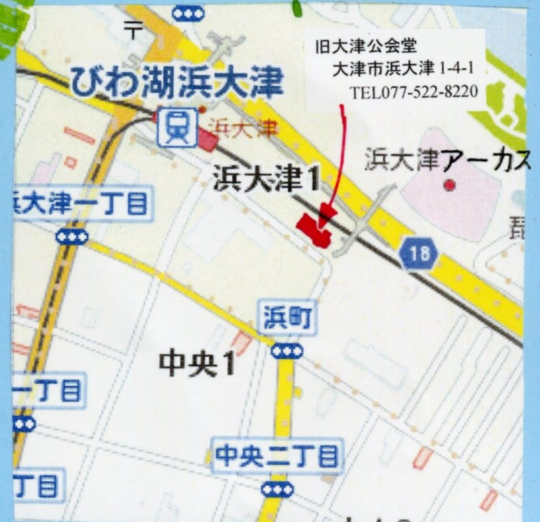 〒
旧大津公会堂
大津市浜大津1-4-1
TEL077-522-8220
びわ湖浜大津
浜大津
浜大津アーカス
浜大津1
浜大津一丁目
18
浜町
中央1
一丁目
中央二丁目
丁目